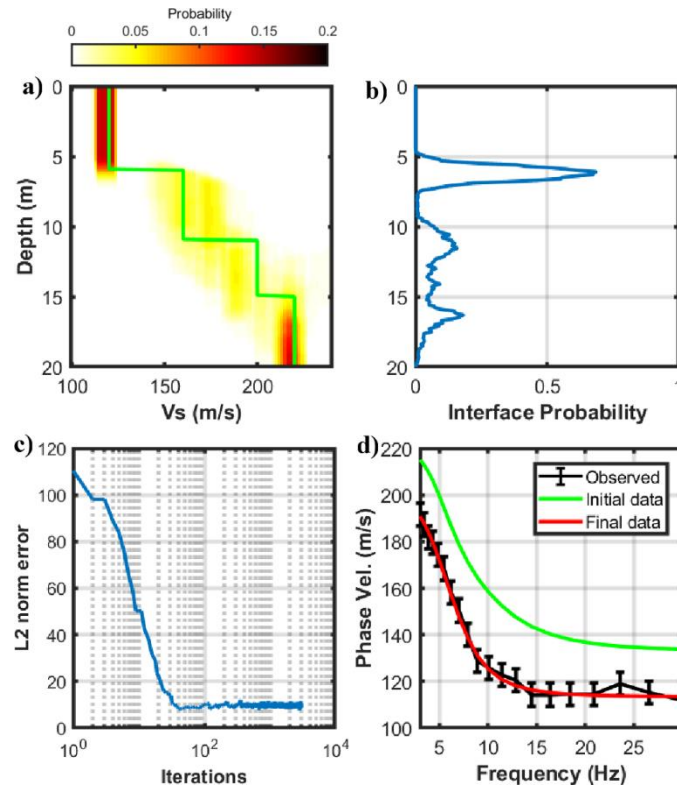 Probability
0 0.05 0.1 0.15 0.2
a)
0
5
10
15
20
Depth (m)
100 150 200
Vs (m/s)
b)
0
5
10
15
20
0 0.5 1
Interface Probability
c)
120
100
80
60
40
20
0
L2 norm error
10^0 10^2 10^4
Iterations
d)
220
200
180
160
140
120
100
Phase Vel. (m/s)
Observed
Initial data
Final data
5 10 15 20 25
Frequency (Hz)